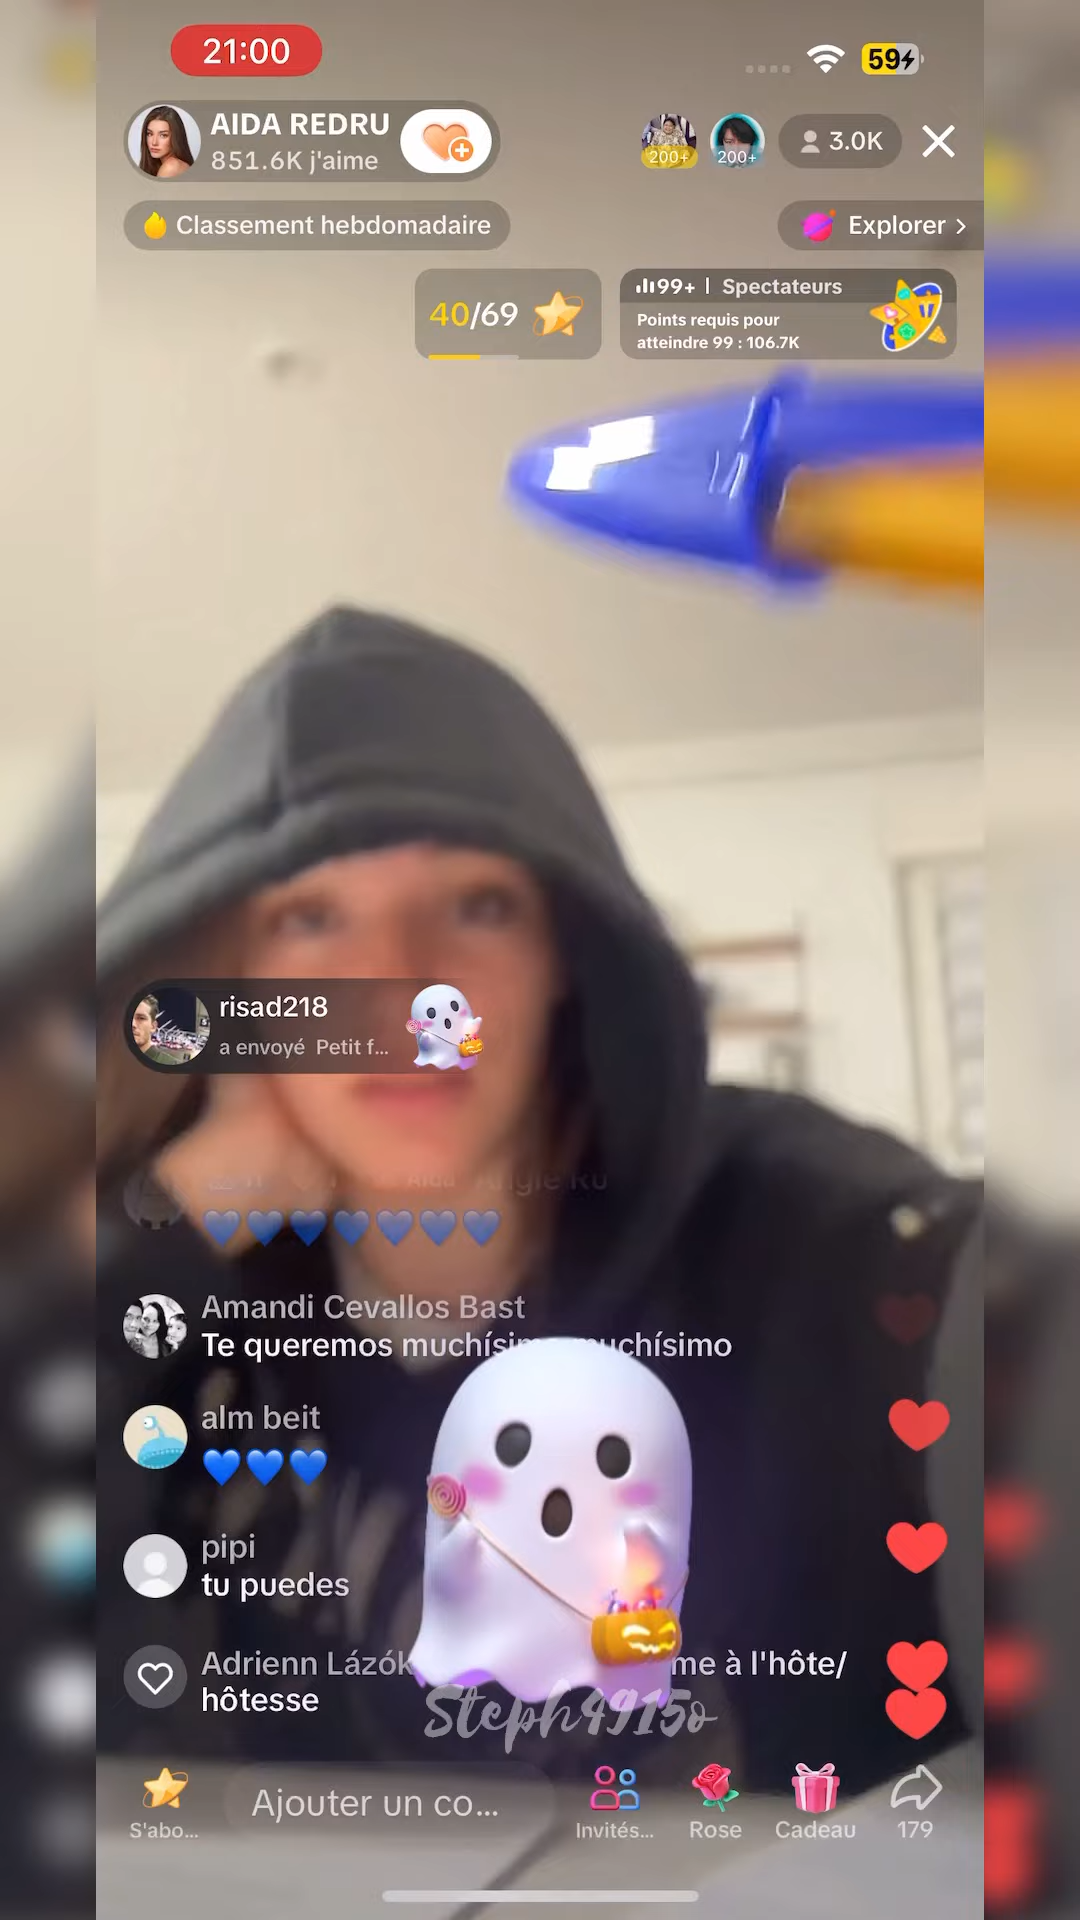 21:00
59
AIDA REDRU
851.6K j'aime
200+
200+
3.0K
Classement hebdomadaire
Explorer >
40/69
99+ | Spectateurs
Points requis pour
atteindre 99 : 106.7K
risad218
a envoyé Petit f...
Amandi Cevallos Bast
Te queremos muchísimo muchísimo
alm beit
pipi
tu puedes
Adrienn Lázók
me à l'hôte/
hôtesse
Steph49150
Ajouter un co...
S'abo...
Invités...
Rose
Cadeau
179